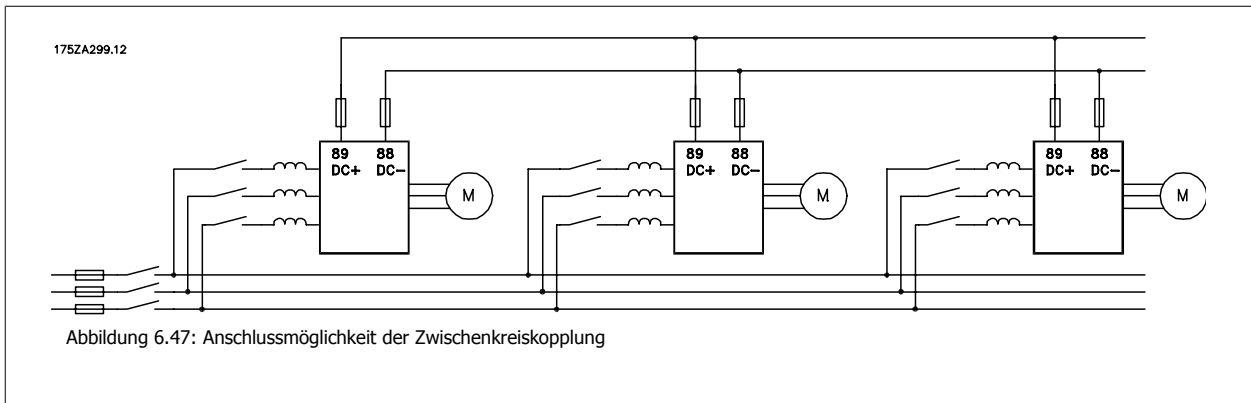 175ZA299.12
89 88
DC+ DC-
M
89 88
DC+ DC-
M
89 88
DC+ DC-
M
Abbildung 6.47: Anschlussmöglichkeit der Zwischenkreiskopplung